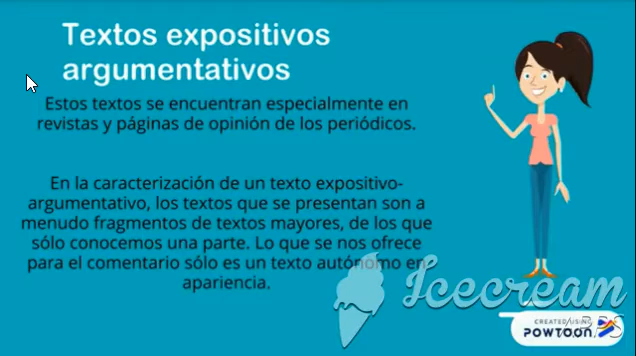 Textos expositivos
argumentativos
Estos textos se encuentran especialmente en
revistas y páginas de opinión de los periódicos.
En la caracterización de un texto expositivo-
argumentativo, los textos que se presentan son a
menudo fragmentos de textos mayores, de los que
sólo conocemos una parte. Lo que se nos ofrece
para el comentario sólo es un texto autónomo en
apariencia.
Icecream
APPS
CREATED USING
POWTOON